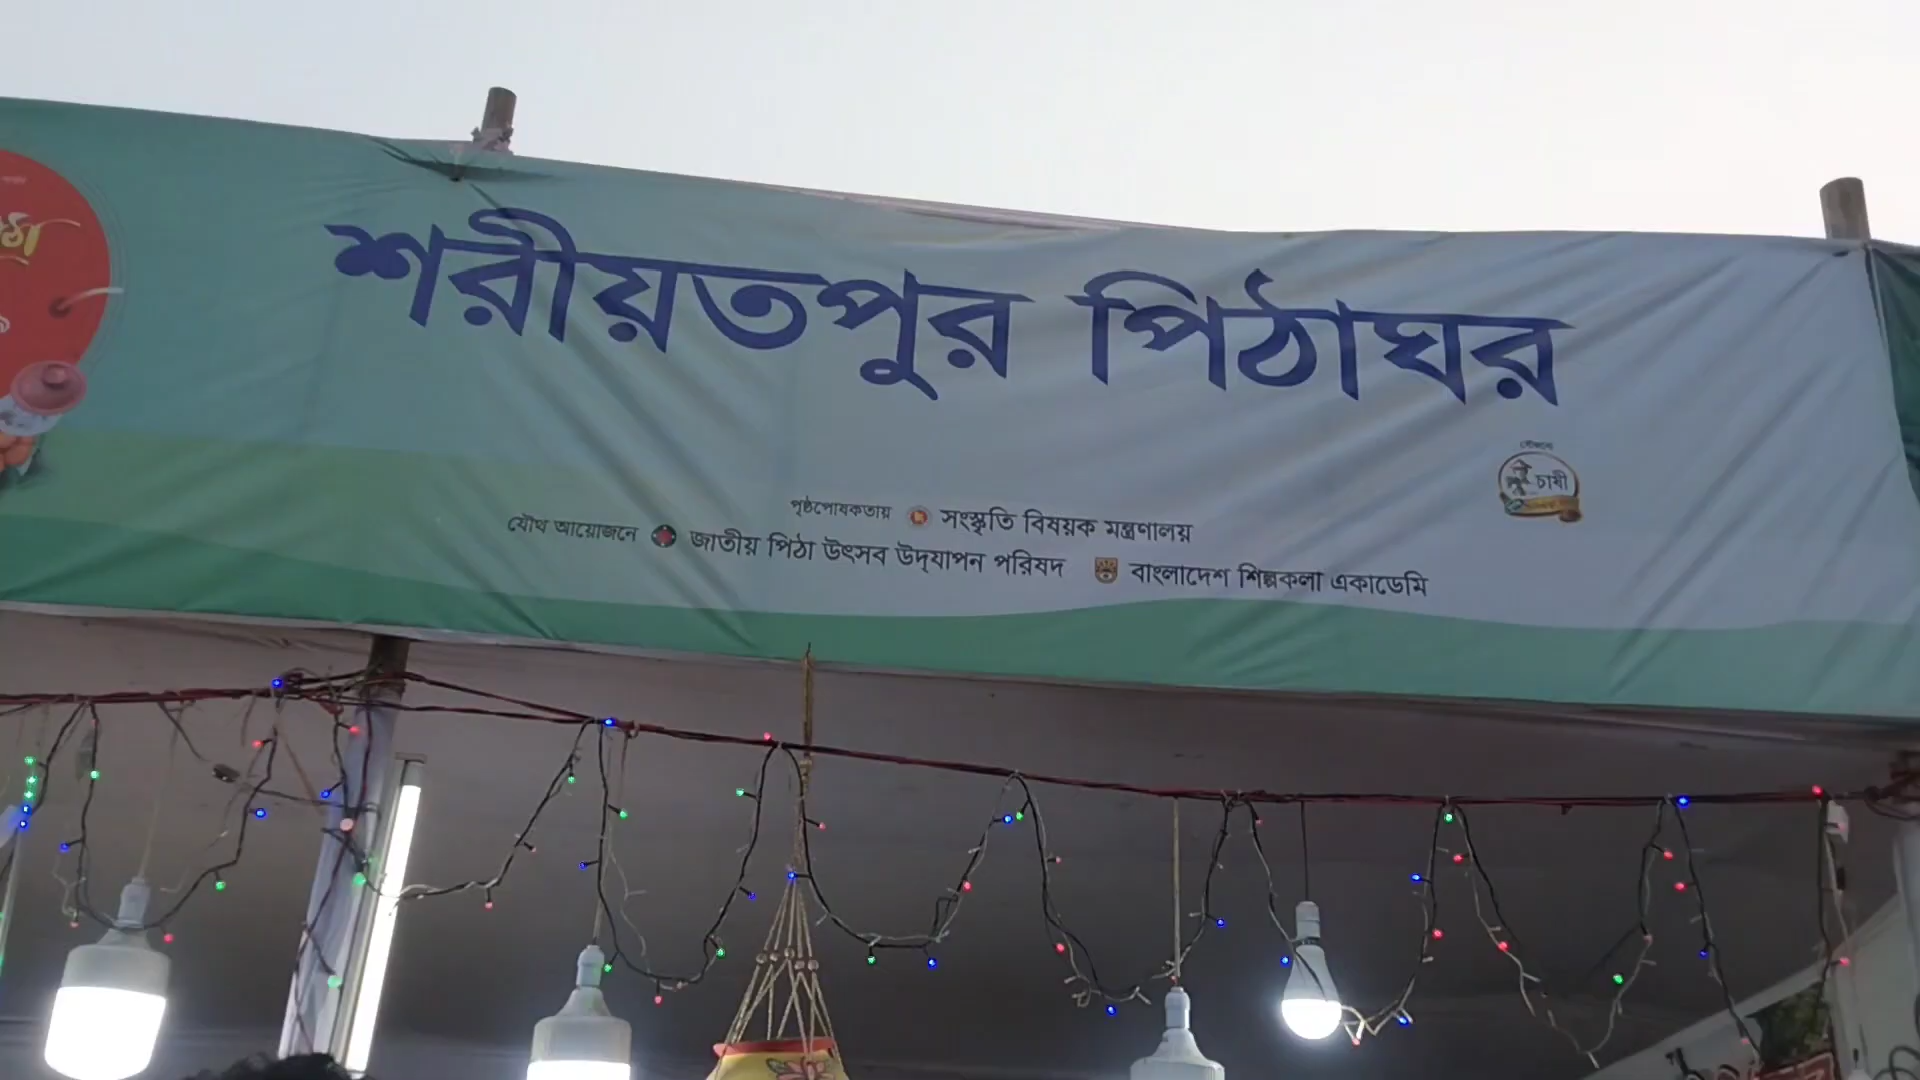 শরীয়তপুর পিঠাঘর
পৃষ্ঠপোষকতায় সংস্কৃতি বিষয়ক মন্ত্রণালয়
যৌথ আয়োজনে জাতীয় পিঠা উৎসব উদ্‌যাপন পরিষদ বাংলাদেশ শিল্পকলা একাডেমি
চাষী